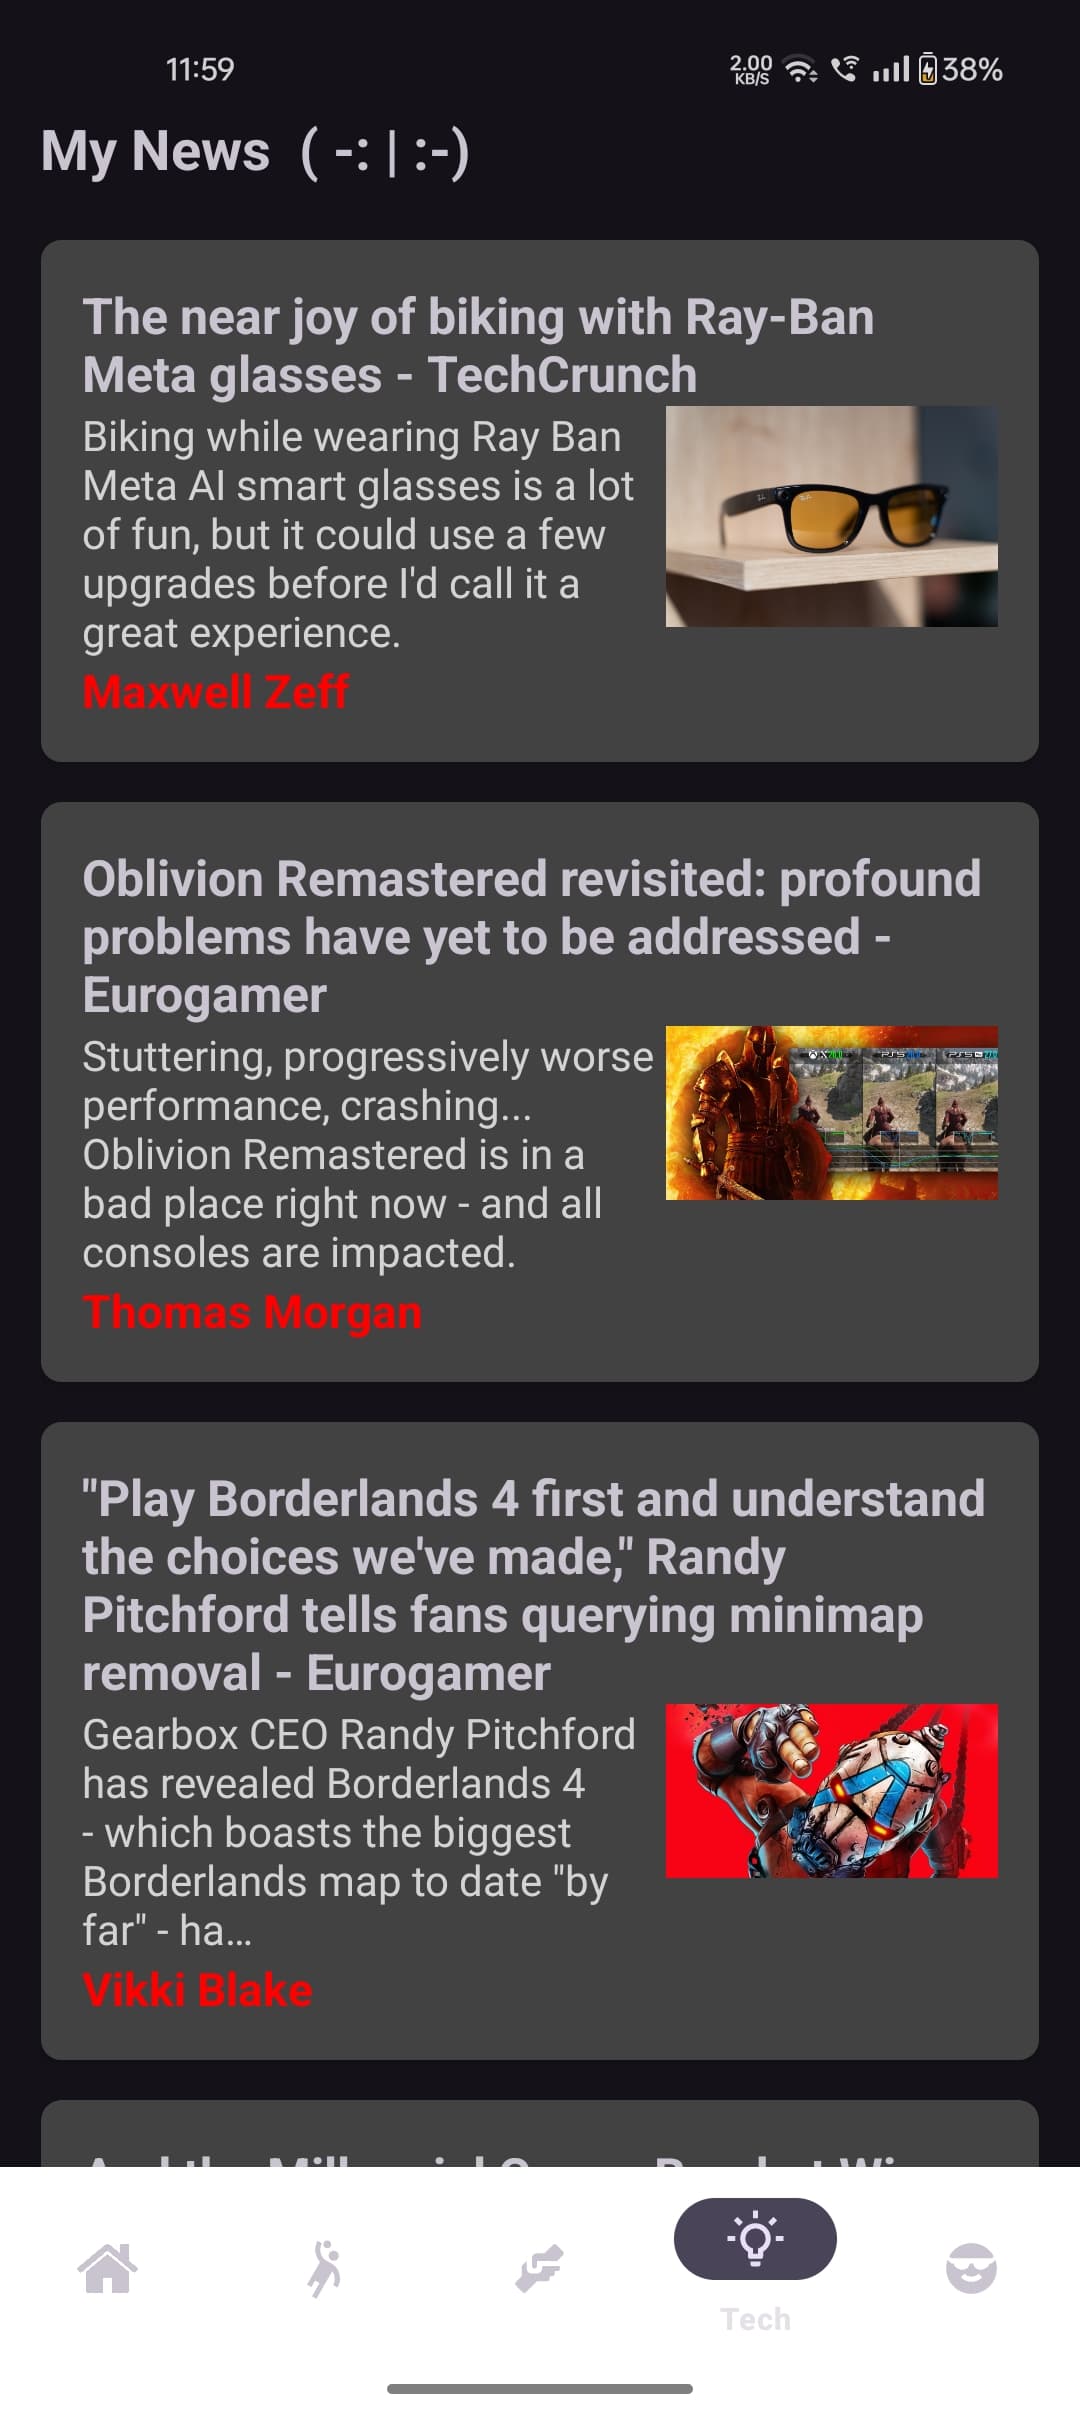 11:59
2.00
KB/S
38%
My News ( -: | :-)
The near joy of biking with Ray-Ban
Meta glasses - TechCrunch
Biking while wearing Ray Ban
Meta AI smart glasses is a lot
of fun, but it could use a few
upgrades before I'd call it a
great experience.
Maxwell Zeff
Oblivion Remastered revisited: profound
problems have yet to be addressed -
Eurogamer
Stuttering, progressively worse
performance, crashing...
Oblivion Remastered is in a
bad place right now - and all
consoles are impacted.
Thomas Morgan
"Play Borderlands 4 first and understand
the choices we've made," Randy
Pitchford tells fans querying minimap
removal - Eurogamer
Gearbox CEO Randy Pitchford
has revealed Borderlands 4
- which boasts the biggest
Borderlands map to date "by
far" - ha…
Vikki Blake
Tech